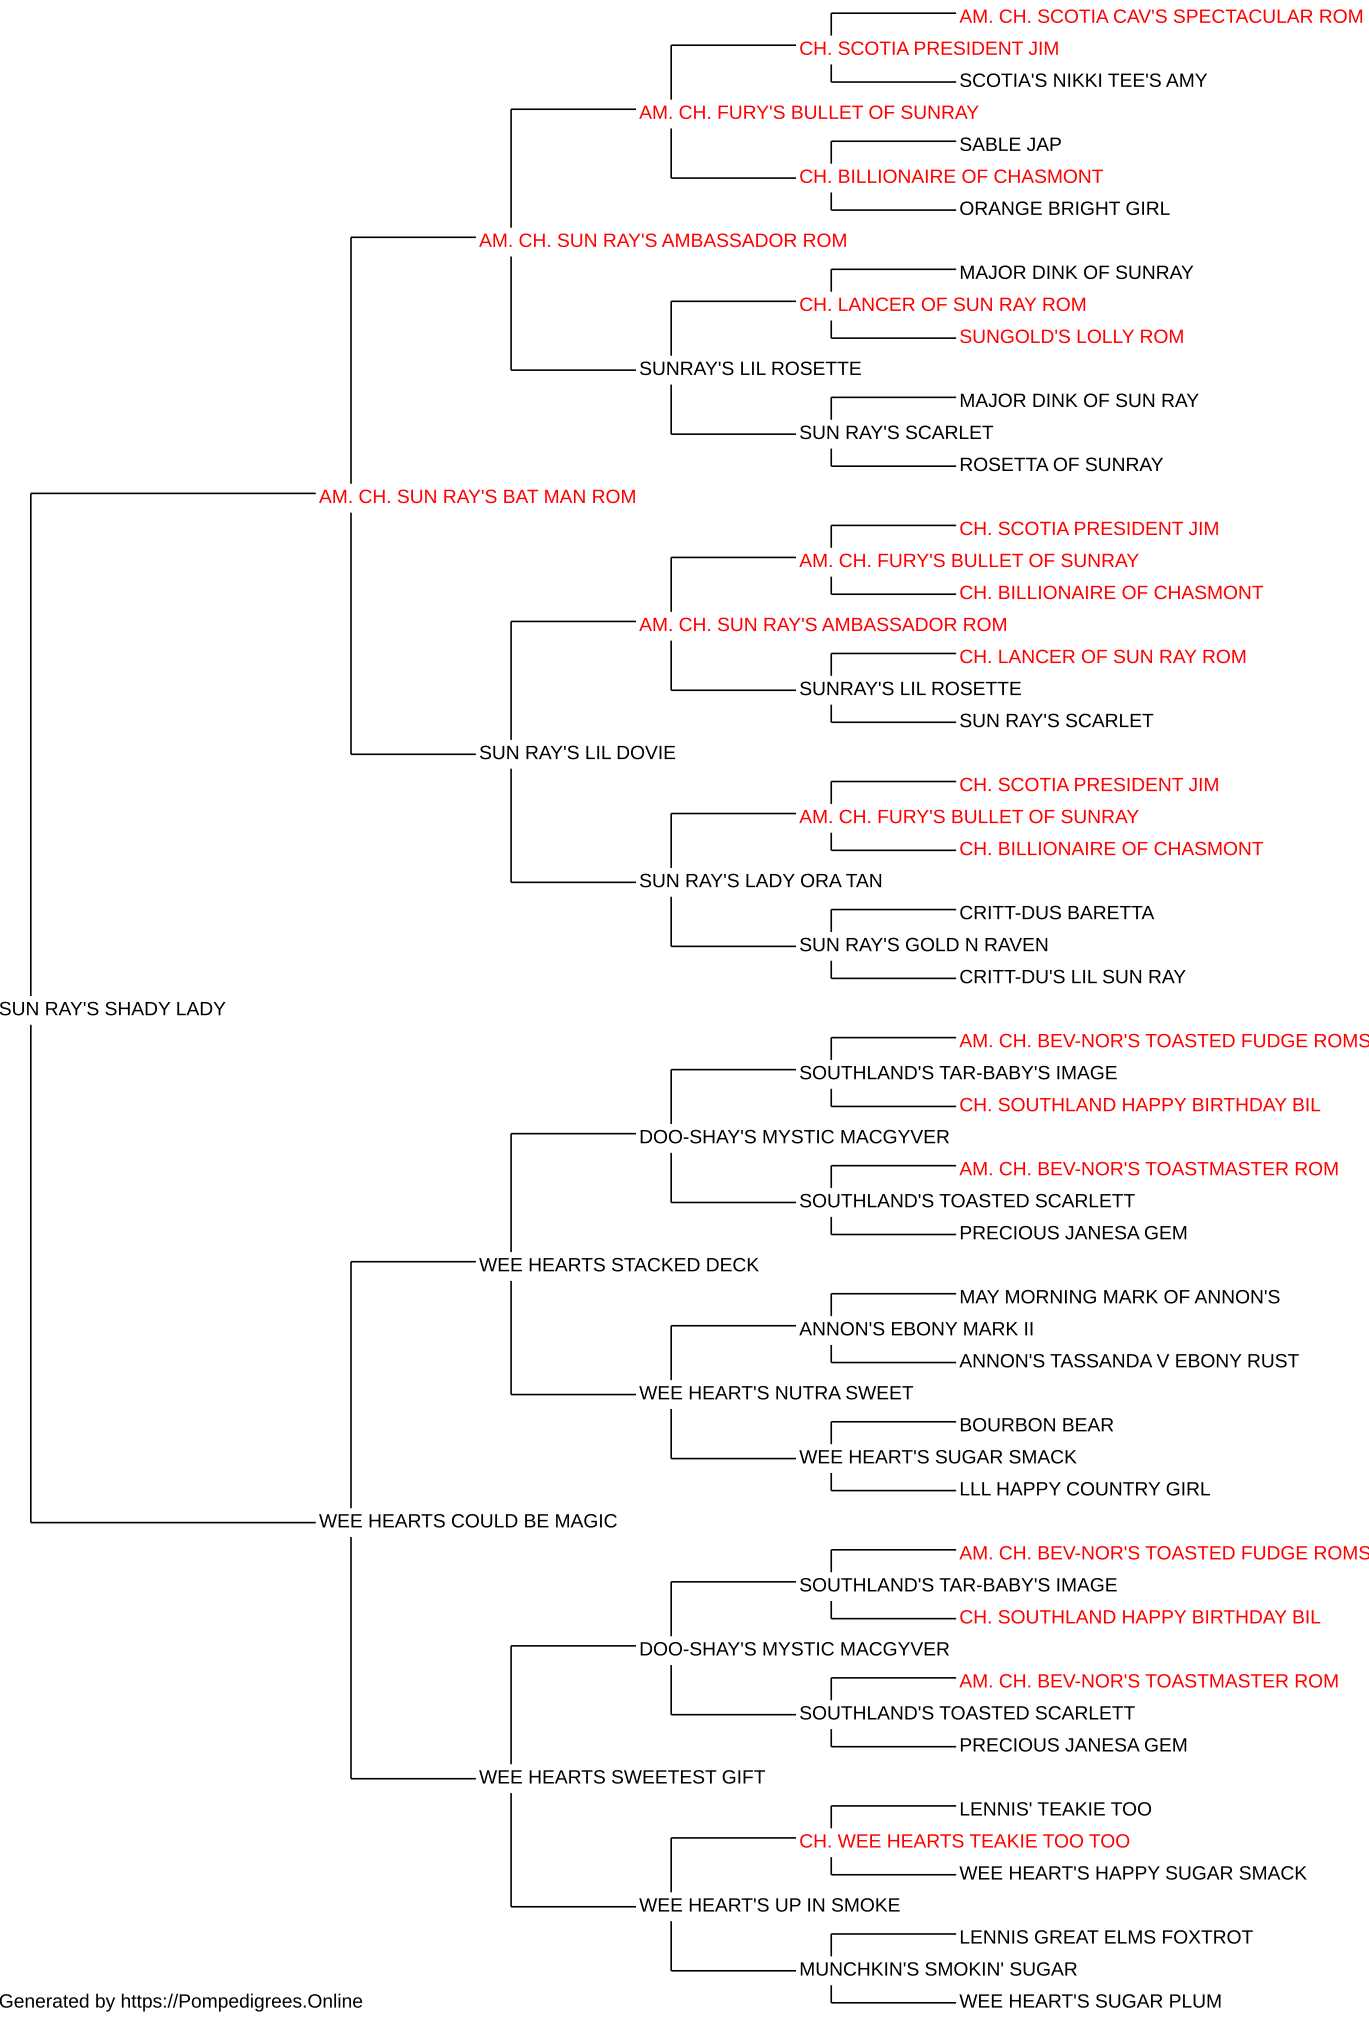 AM. CH. SCOTIA CAV'S SPECTACULAR ROM
CH. SCOTIA PRESIDENT JIM
SCOTIA'S NIKKI TEE'S AMY
AM. CH. FURY'S BULLET OF SUNRAY
SABLE JAP
CH. BILLIONAIRE OF CHASMONT
ORANGE BRIGHT GIRL
AM. CH. SUN RAY'S AMBASSADOR ROM
MAJOR DINK OF SUNRAY
CH. LANCER OF SUN RAY ROM
SUNGOLD'S LOLLY ROM
SUNRAY'S LIL ROSETTE
MAJOR DINK OF SUN RAY
SUN RAY'S SCARLET
ROSETTA OF SUNRAY
AM. CH. SUN RAY'S BAT MAN ROM
CH. SCOTIA PRESIDENT JIM
AM. CH. FURY'S BULLET OF SUNRAY
CH. BILLIONAIRE OF CHASMONT
AM. CH. SUN RAY'S AMBASSADOR ROM
CH. LANCER OF SUN RAY ROM
SUNRAY'S LIL ROSETTE
SUN RAY'S SCARLET
SUN RAY'S LIL DOVIE
CH. SCOTIA PRESIDENT JIM
AM. CH. FURY'S BULLET OF SUNRAY
CH. BILLIONAIRE OF CHASMONT
SUN RAY'S LADY ORA TAN
CRITT-DUS BARETTA
SUN RAY'S GOLD N RAVEN
CRITT-DU'S LIL SUN RAY
SUN RAY'S SHADY LADY
AM. CH. BEV-NOR'S TOASTED FUDGE ROMS
SOUTHLAND'S TAR-BABY'S IMAGE
CH. SOUTHLAND HAPPY BIRTHDAY BIL
DOO-SHAY'S MYSTIC MACGYVER
AM. CH. BEV-NOR'S TOASTMASTER ROM
SOUTHLAND'S TOASTED SCARLETT
PRECIOUS JANESA GEM
WEE HEARTS STACKED DECK
MAY MORNING MARK OF ANNON'S
ANNON'S EBONY MARK II
ANNON'S TASSANDA V EBONY RUST
WEE HEART'S NUTRA SWEET
BOURBON BEAR
WEE HEART'S SUGAR SMACK
LLL HAPPY COUNTRY GIRL
WEE HEARTS COULD BE MAGIC
AM. CH. BEV-NOR'S TOASTED FUDGE ROMS
SOUTHLAND'S TAR-BABY'S IMAGE
CH. SOUTHLAND HAPPY BIRTHDAY BIL
DOO-SHAY'S MYSTIC MACGYVER
AM. CH. BEV-NOR'S TOASTMASTER ROM
SOUTHLAND'S TOASTED SCARLETT
PRECIOUS JANESA GEM
WEE HEARTS SWEETEST GIFT
LENNIS' TEAKIE TOO
CH. WEE HEARTS TEAKIE TOO TOO
WEE HEART'S HAPPY SUGAR SMACK
WEE HEART'S UP IN SMOKE
LENNIS GREAT ELMS FOXTROT
MUNCHKIN'S SMOKIN' SUGAR
WEE HEART'S SUGAR PLUM
Generated by https://Pompedigrees.Online